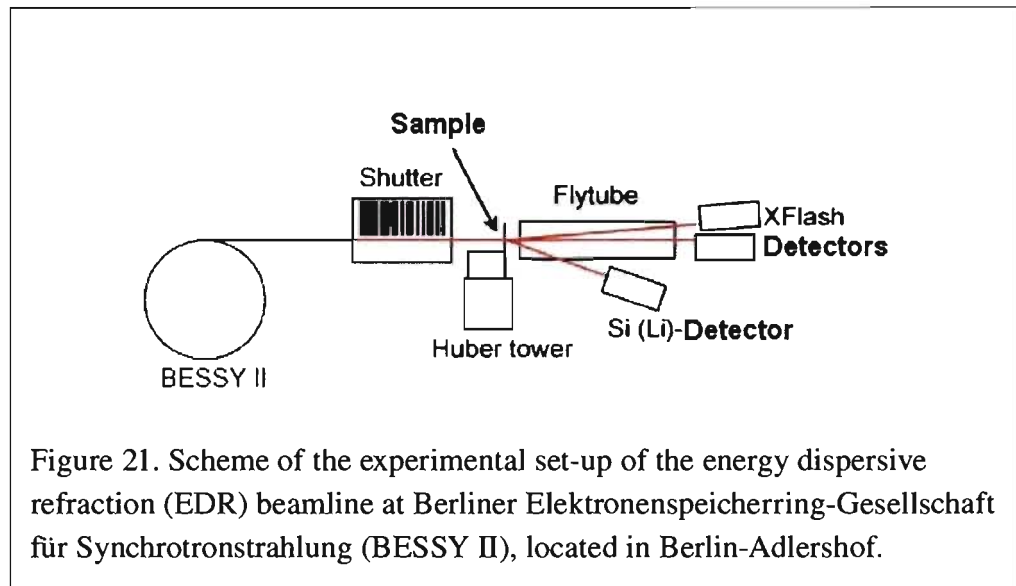 Sample
Shutter
Flytube
XFlash
Detectors
Si (Li)-Detector
Huber tower
BESSY II
Figure 21. Scheme of the experimental set-up of the energy dispersive
refraction (EDR) beamline at Berliner Elektronenspeicherring-Gesellschaft
für Synchrotronstrahlung (BESSY II), located in Berlin-Adlershof.